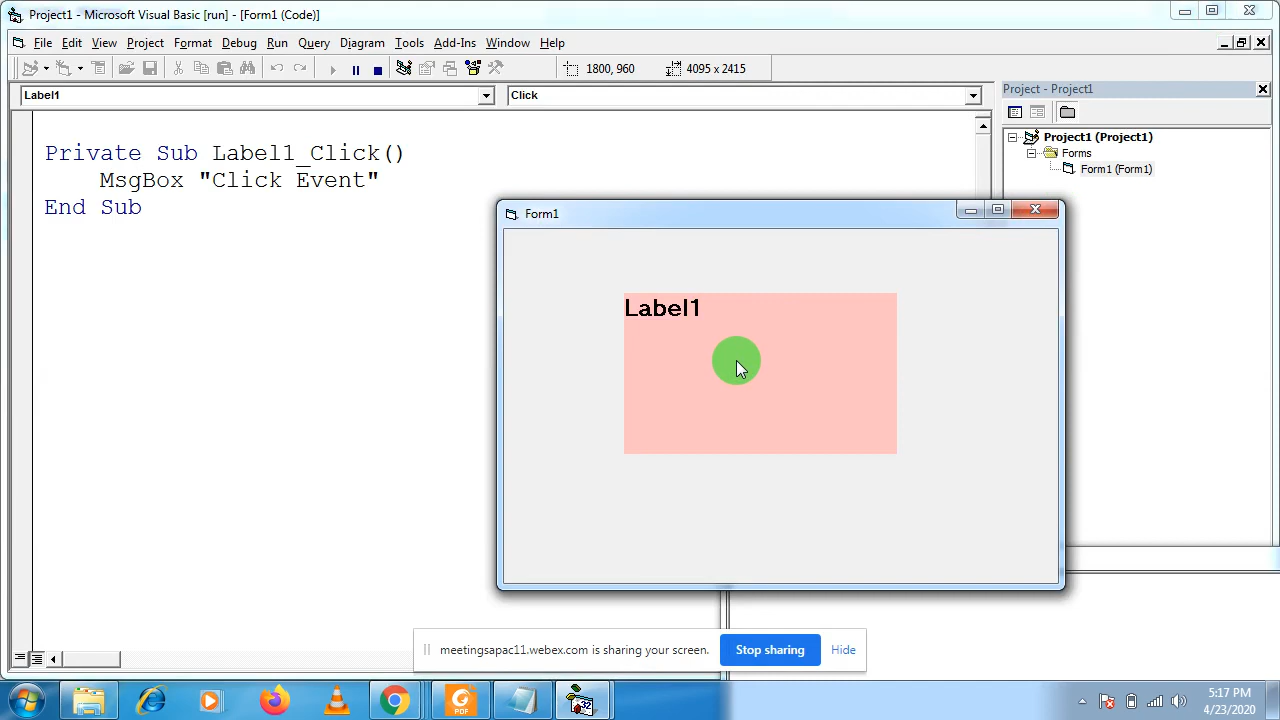 Project1 - Microsoft Visual Basic [run] - [Form1 (Code)]
File Edit View Project Format Debug Run Query Diagram Tools Add-Ins Window Help
1800, 960 4095 x 2415
Label1 Click
Project - Project1
Project1 (Project1)
Forms
Form1 (Form1)
Private Sub Label1_Click()
MsgBox "Click Event"
End Sub
Form1
Label1
meetingsapac11.webex.com is sharing your screen. Stop sharing Hide
PDF
32
5:17 PM
4/23/2020